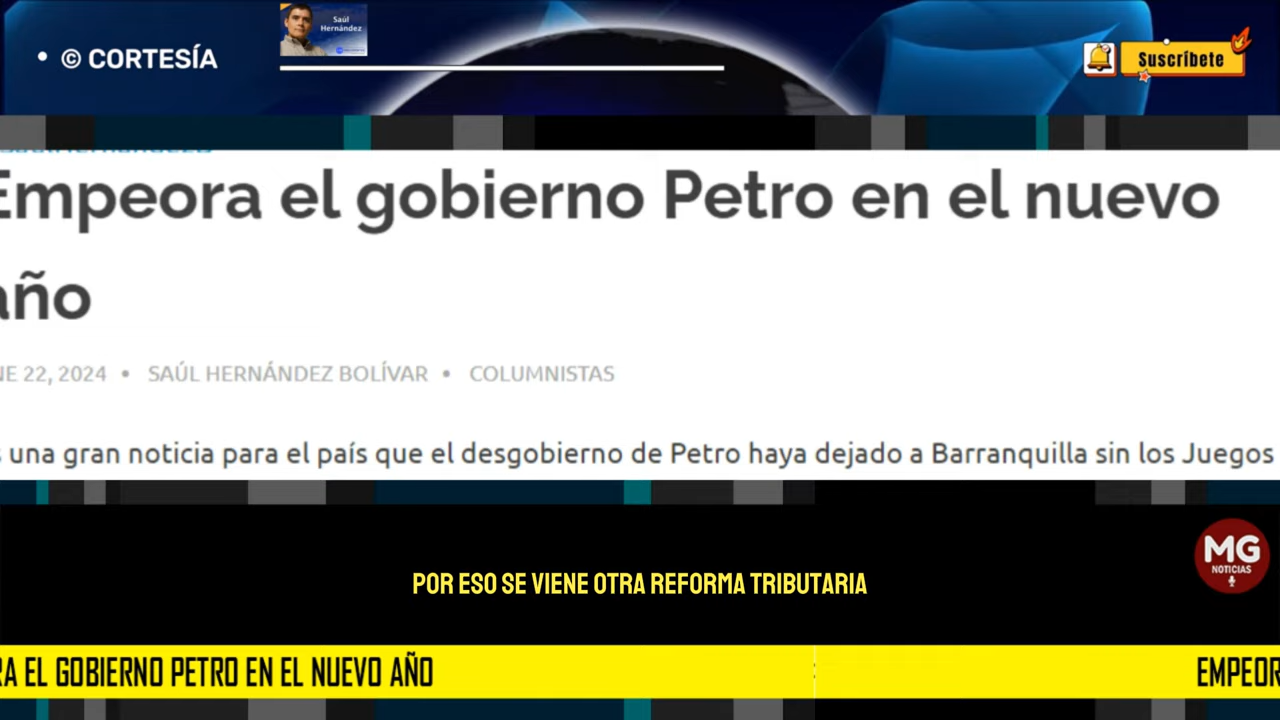 • © CORTESÍA
Saúl
Hernández
Suscríbete
Empeora el gobierno Petro en el nuevo
año
NE 22, 2024 • SAÚL HERNÁNDEZ BOLÍVAR • COLUMNISTAS
s una gran noticia para el país que el desgobierno de Petro haya dejado a Barranquilla sin los Juegos
MG
NOTICIAS
POR ESO SE VIENE OTRA REFORMA TRIBUTARIA
RA EL GOBIERNO PETRO EN EL NUEVO AÑO
EMPEOR